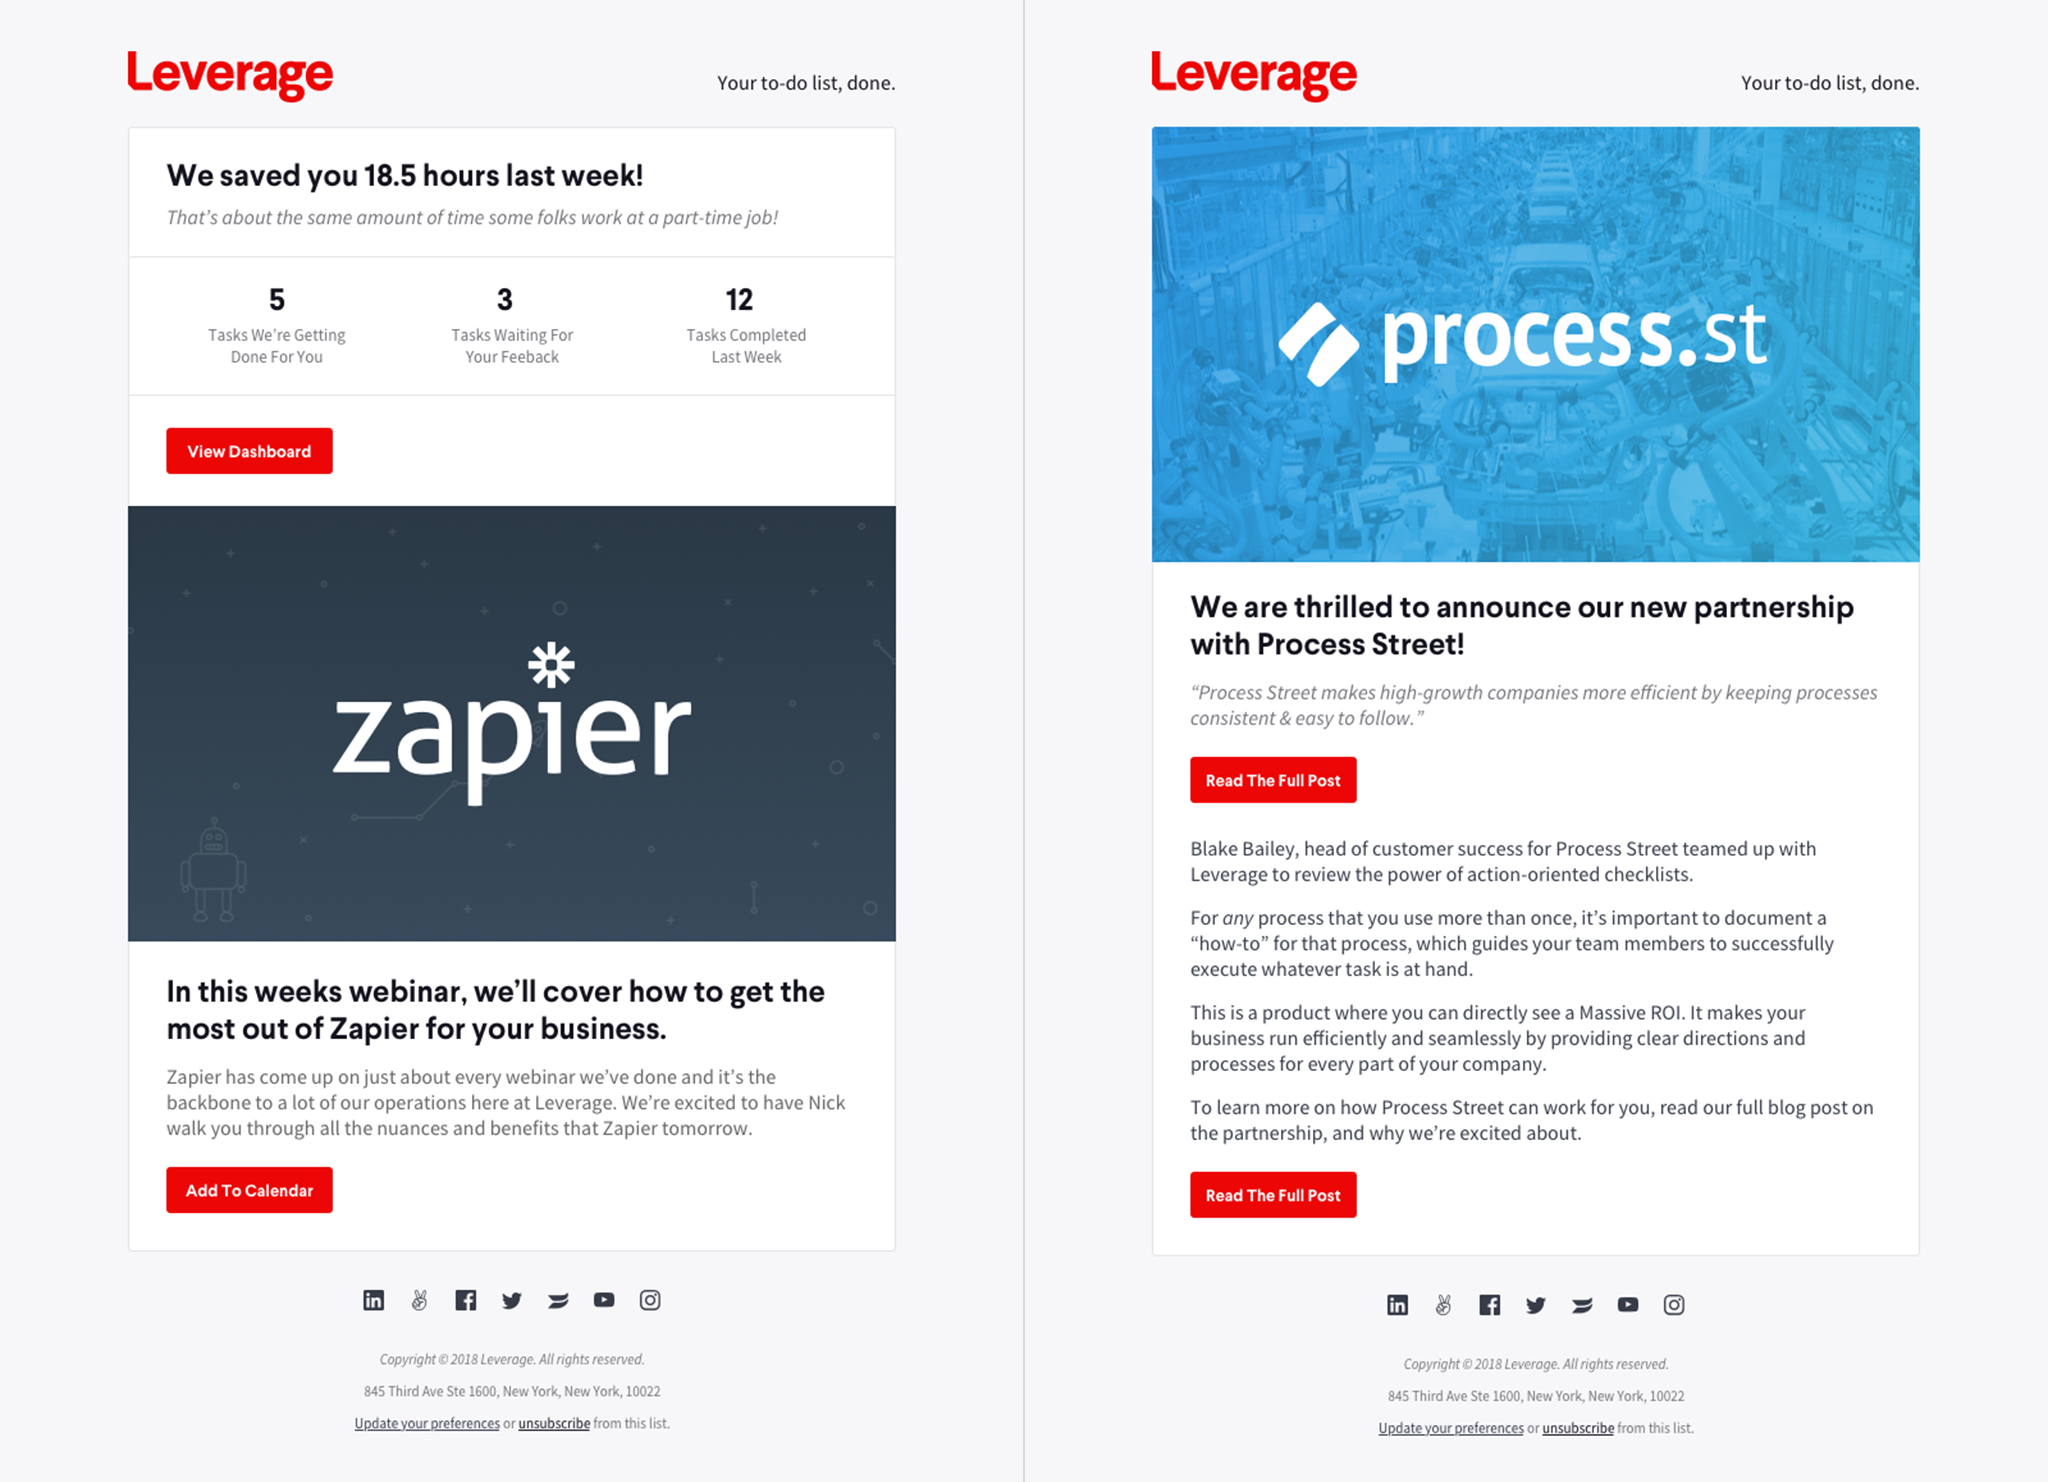 Leverage
Your to-do list, done.
We saved you 18.5 hours last week!
That's about the same amount of time some folks work at a part-time job!
5
Tasks We're Getting
Done For You
3
Tasks Waiting For
Your Feeback
12
Tasks Completed
Last Week
View Dashboard
zapier
In this weeks webinar, we'll cover how to get the
most out of Zapier for your business.
Zapier has come up on just about every webinar we've done and it's the
backbone to a lot of our operations here at Leverage. We're excited to have Nick
walk you through all the nuances and benefits that Zapier tomorrow.
Add To Calendar
in
Copyright © 2018 Leverage. All rights reserved.
845 Third Ave Ste 1600, New York, New York, 10022
Update your preferences or unsubscribe from this list.
Leverage
Your to-do list, done.
process.st
We are thrilled to announce our new partnership
with Process Street!
“Process Street makes high-growth companies more efficient by keeping processes
consistent & easy to follow.”
Read The Full Post
Blake Bailey, head of customer success for Process Street teamed up with
Leverage to review the power of action-oriented checklists.
For any process that you use more than once, it's important to document a
“how-to” for that process, which guides your team members to successfully
execute whatever task is at hand.
This is a product where you can directly see a Massive ROI. It makes your
business run efficiently and seamlessly by providing clear directions and
processes for every part of your company.
To learn more on how Process Street can work for you, read our full blog post on
the partnership, and why we're excited about.
Read The Full Post
in
Copyright © 2018 Leverage. All rights reserved.
845 Third Ave Ste 1600, New York, New York, 10022
Update your preferences or unsubscribe from this list.